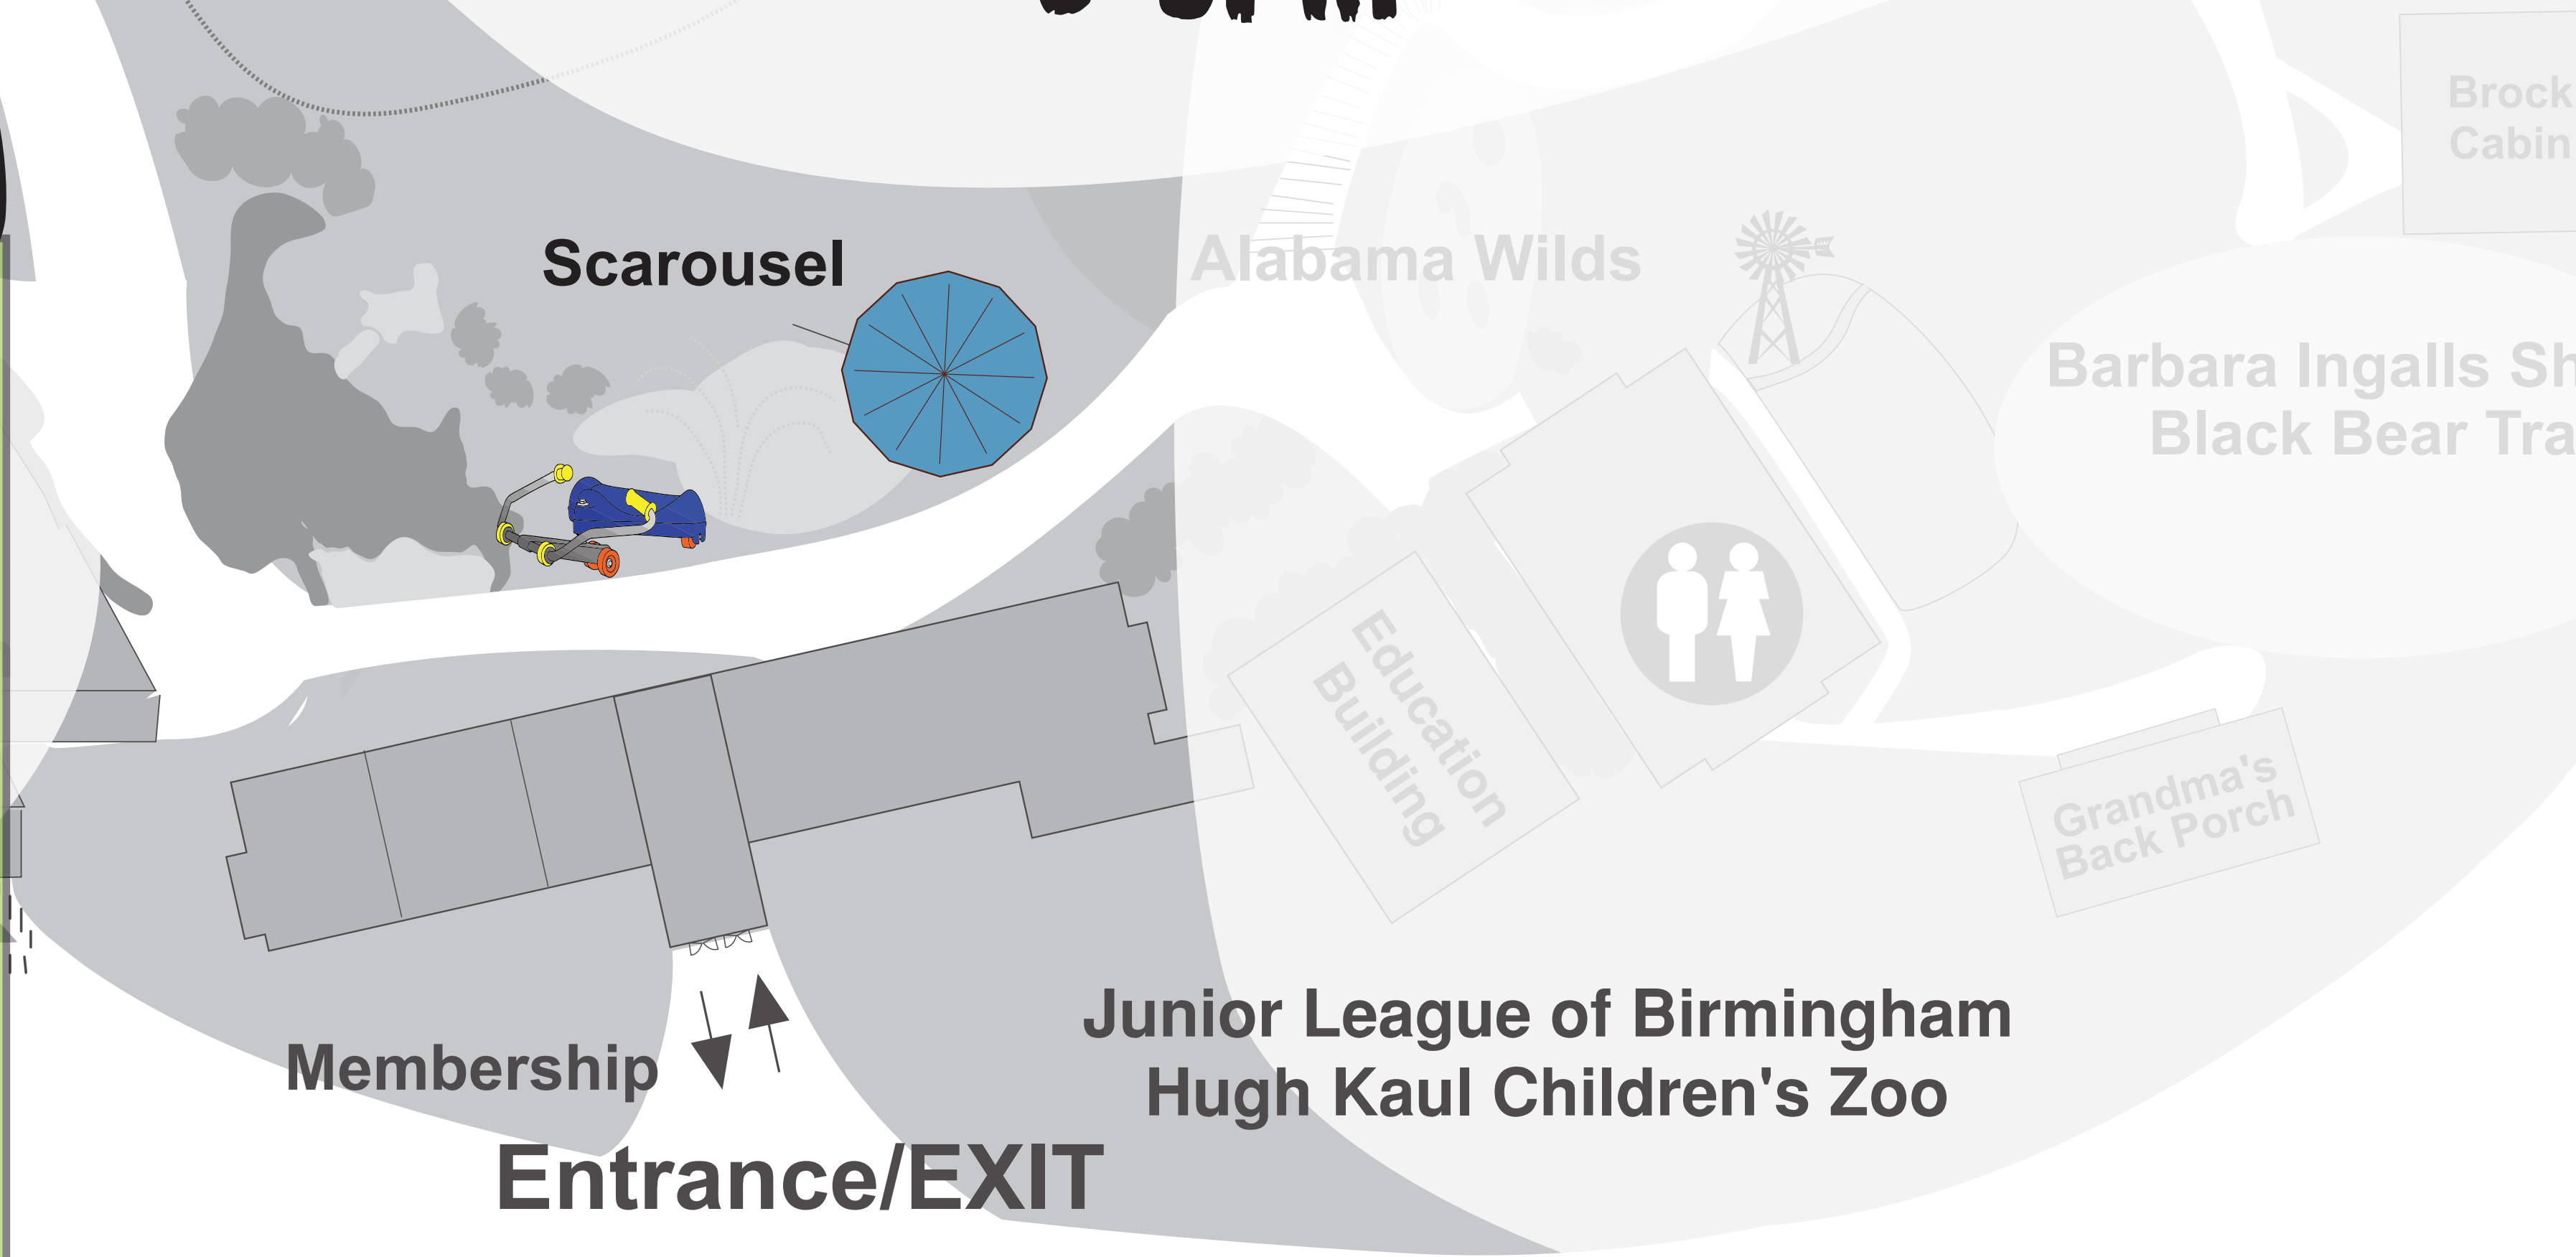 Brock
Cabin
Scarousel
Alabama Wilds
Barbara Ingalls Sh
Black Bear Tra
Education
Building
Grandma's
Back Porch
Junior League of Birmingham
Hugh Kaul Children's Zoo
Membership
Entrance/EXIT